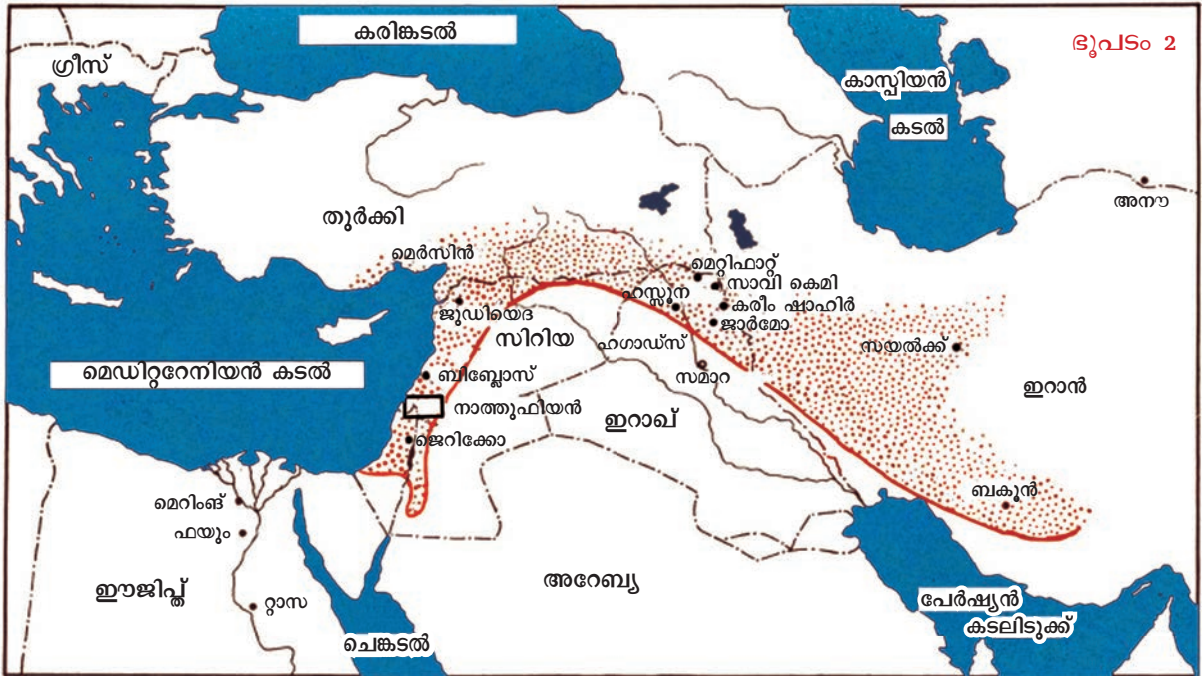 കരിങ്കടൽ
ഭൂപടം 2
ഗ്രീസ്
കാസ്പിയൻ
കടൽ
അനൗ
തുർക്കി
മെർസിൻ
മെറ്റിഫാറ്റ്
സാവി കെമി
ഹസ്സൂന
കരീം ഷാഹിർ
ജുഡിയെദ
ജാർമോ
സിറിയ
ഹഗാഡ്സ്
സയൽക്ക്
മെഡിറ്ററേനിയൻ കടൽ
ബിബ്ലോസ്
സമാറ
ഇറാൻ
നാത്തുഫിയൻ
ഇറാഖ്
ജെറിക്കോ
ബകൂൻ
മെറിങ്
ഫയും
ഈജിപ്ത്
അറേബ്യ
റ്റാസ
പേർഷ്യൻ
കടലിടുക്ക്
ചെങ്കടൽ